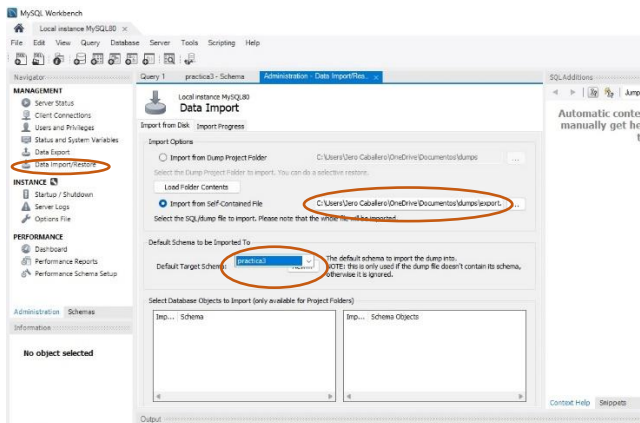 MySQL Workbench
Local instance MySQL80 ×
File Edit View Query Database Server Tools Scripting Help
Navigator
MANAGEMENT
Server Status
Client Connections
Users and Privileges
Status and System Variables
Data Export
Data Import/Restore
INSTANCE
Startup / Shutdown
Server Logs
Options File
PERFORMANCE
Dashboard
Performance Reports
Performance Schema Setup
Administration Schemas
Information
No object selected
Query 1 practica3 - Schema Administration - Data Import/Res... ×
Local instance MySQL80
Data Import
Import from Disk Import Progress
Import Options
Import from Dump Project Folder C:\Users\Jero Caballero\OneDrive\Documentos\dumps ...
Select the Dump Project Folder to import. You can do a selective restore.
Load Folder Contents
Import from Self-Contained File C:\Users\Jero Caballero\OneDrive\Documentos\dumps\export. ...
Select the SQL/dump file to import. Please note that the whole file will be imported.
Default Schema to be Imported To
Default Target Schema: practica3
The default schema to import the dump into.
NOTE: this is only used if the dump file doesn't contain its schema,
otherwise it is ignored.
Select Database Objects to Import (only available for Project Folders)
Imp... Schema
Imp... Schema Objects
Output
SQLAdditions
Jump
Automatic conte
manually get he
t
Context Help Snippets